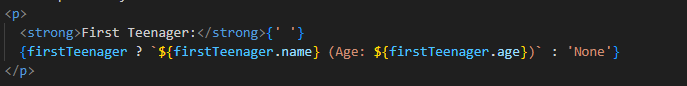 <p>
<strong>First Teenager:</strong>{' '}
{firstTeenager ? `${firstTeenager.name} (Age: ${firstTeenager.age})` : 'None'}
</p>